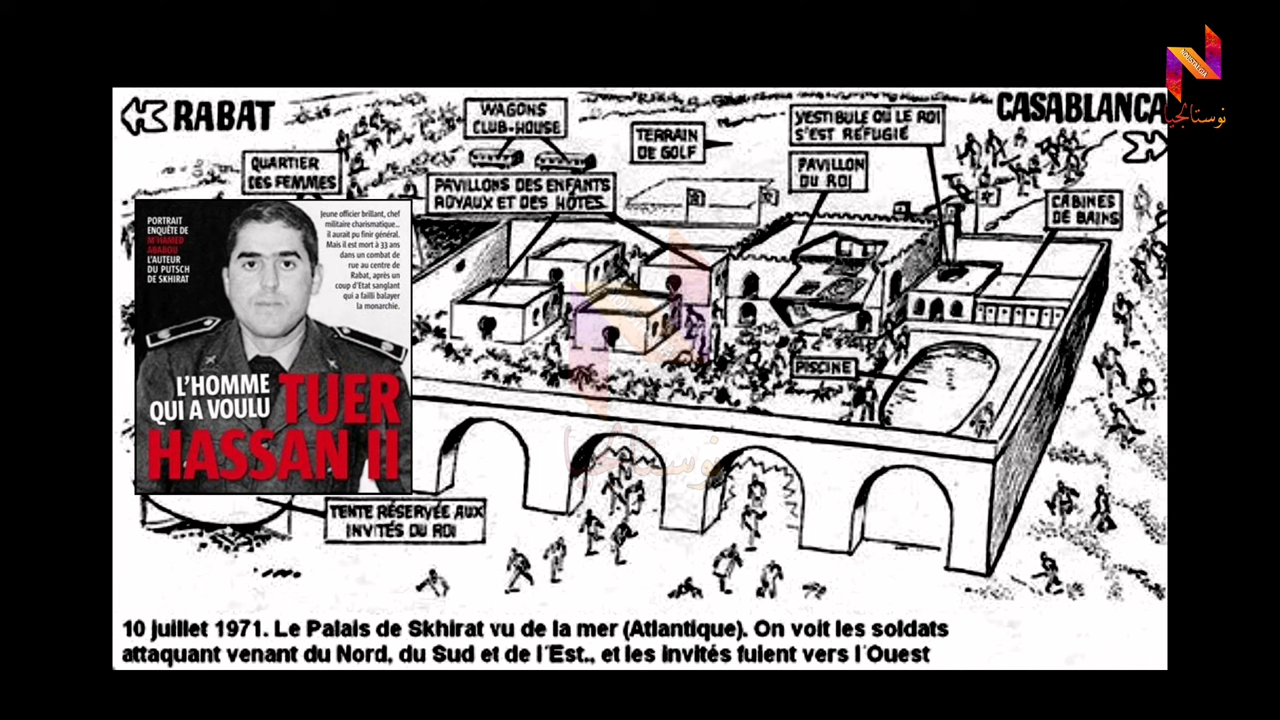 RABAT
WAGONS
CLUB-HOUSE
TERRAIN
DE GOLF
VESTIBULE OU LE ROI
S'EST REFUGIÉ
CASABLANCA
نوستالجيا
QUARTIER
DES FEMMES
PAVILLONS DES ENFANTS
ROYAUX ET DES HÔTES
PAVILLON
DU ROI
CABINES
DE BAINS
PISCINE
PORTRAIT
ENQUÊTE DE
M'HAMED
ABABOU
L'AUTEUR
DU PUTSCH
DE SKHIRAT
Jeune officier brillant, chef
militaire charismatique...
il aurait pu finir général.
Mais il est mort à 33 ans
dans un combat de
rue au centre de
Rabat, après un
coup d'Etat sanglant
qui a failli balayer
la monarchie.
L'HOMME
QUI A VOULU TUER
HASSAN II
نوستالجيا
TENTE RÉSERVÉE AUX
INVITÉS DU ROI
10 juillet 1971. Le Palais de Skhirat vu de la mer (Atlantique). On voit les soldats
attaquant venant du Nord, du Sud et de l'Est., et les invités fuient vers l'Ouest